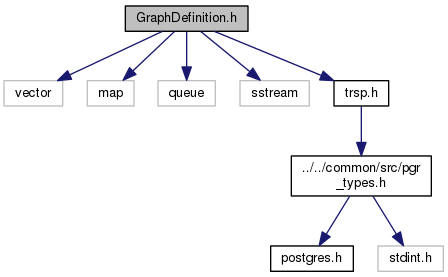 GraphDefinition.h
vector
map
queue
sstream
trsp.h
../../common/src/pgr
_types.h
postgres.h
stdint.h